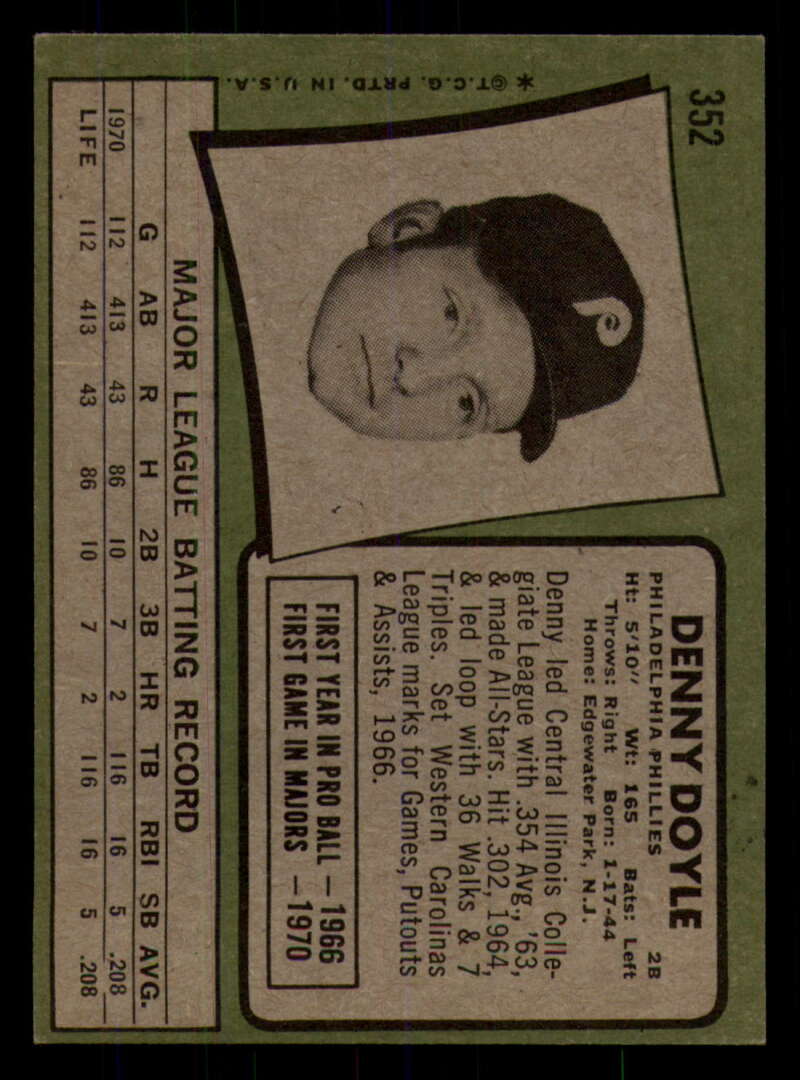 352
* @T.C.G. PRTD. IN U.S.A.
DENNY DOYLE
PHILADELPHIA PHILLIES 2B
Ht: 5'10" Wt: 165 Bats: Left
Throws: Right Born: 1-17-44
Home: Edgewater Park, N.J.
Denny led Central Illinois Colle-
giate League with .354 Avg., '63,
& made All-Stars. Hit .302, 1964,
& led loop with 36 Walks & 7
Triples. Set Western Carolinas
League marks for Games, Putouts
& Assists, 1966.
FIRST YEAR IN PRO BALL — 1966
FIRST GAME IN MAJORS — 1970
MAJOR LEAGUE BATTING RECORD
G AB R H 2B 3B HR TB RBI SB AVG.
1970 112 413 43 86 10 7 2 116 16 5 .208
LIFE 112 413 43 86 10 7 2 116 16 5 .208